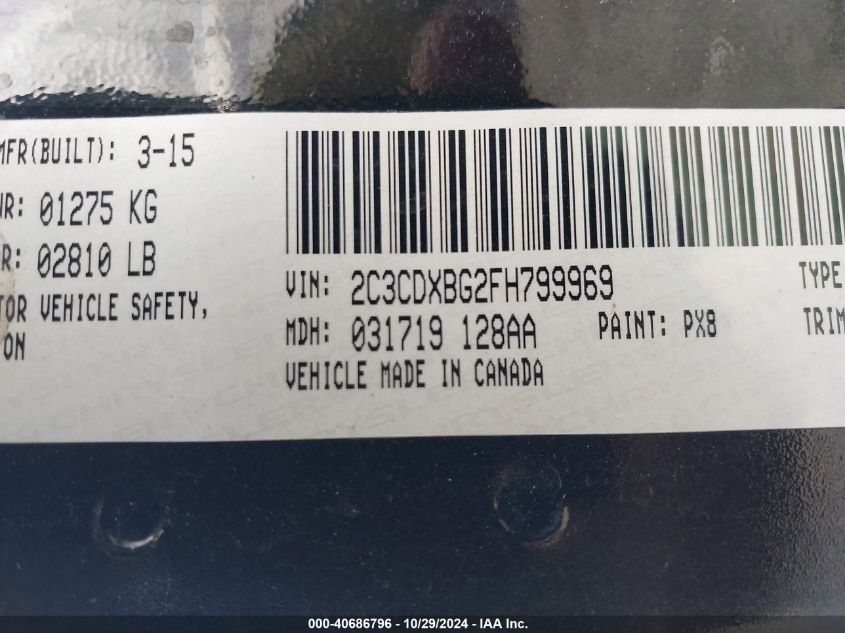 MFR(BUILT): 3-15
WR: 01275 KG
R: 02810 LB
TOR VEHICLE SAFETY,
ON
VIN: 2C3CDXBG2FH799969
TYPE
MDH: 031719 128AA
PAINT: PX8
TRIM
VEHICLE MADE IN CANADA
000-40686796 - 10/29/2024 - IAA Inc.